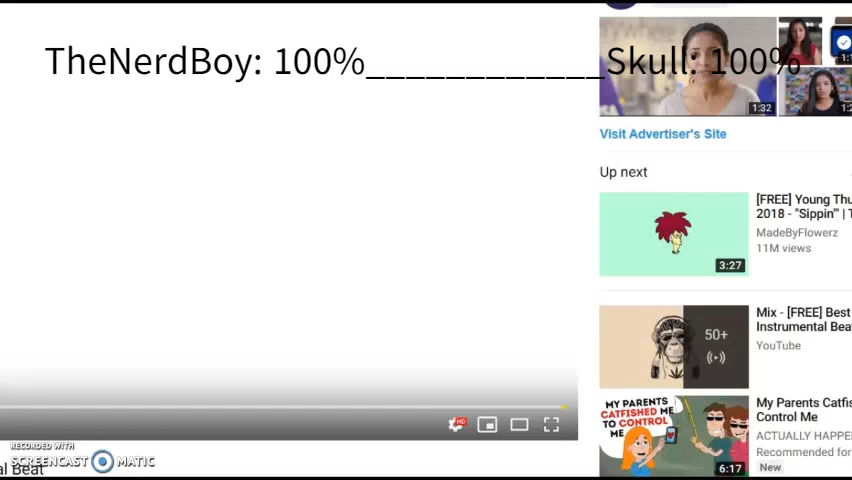 TheNerdBoy: 100%____________Skull: 100%
1:32
Visit Advertiser's Site
Up next
[FREE] Young Thu
2018 - "Sippin'" | T
MadeByFlowerz
11M views
3:27
Mix - [FREE] Best
Instrumental Bea
YouTube
50+
MY PARENTS
CATFISHED ME
TO CONTROL
ME
6:17
My Parents Catfis
Control Me
ACTUALLY HAPPE
Recommended for
New
HD
RECORDED WITH
SCREENCAST MATIC
al Beat